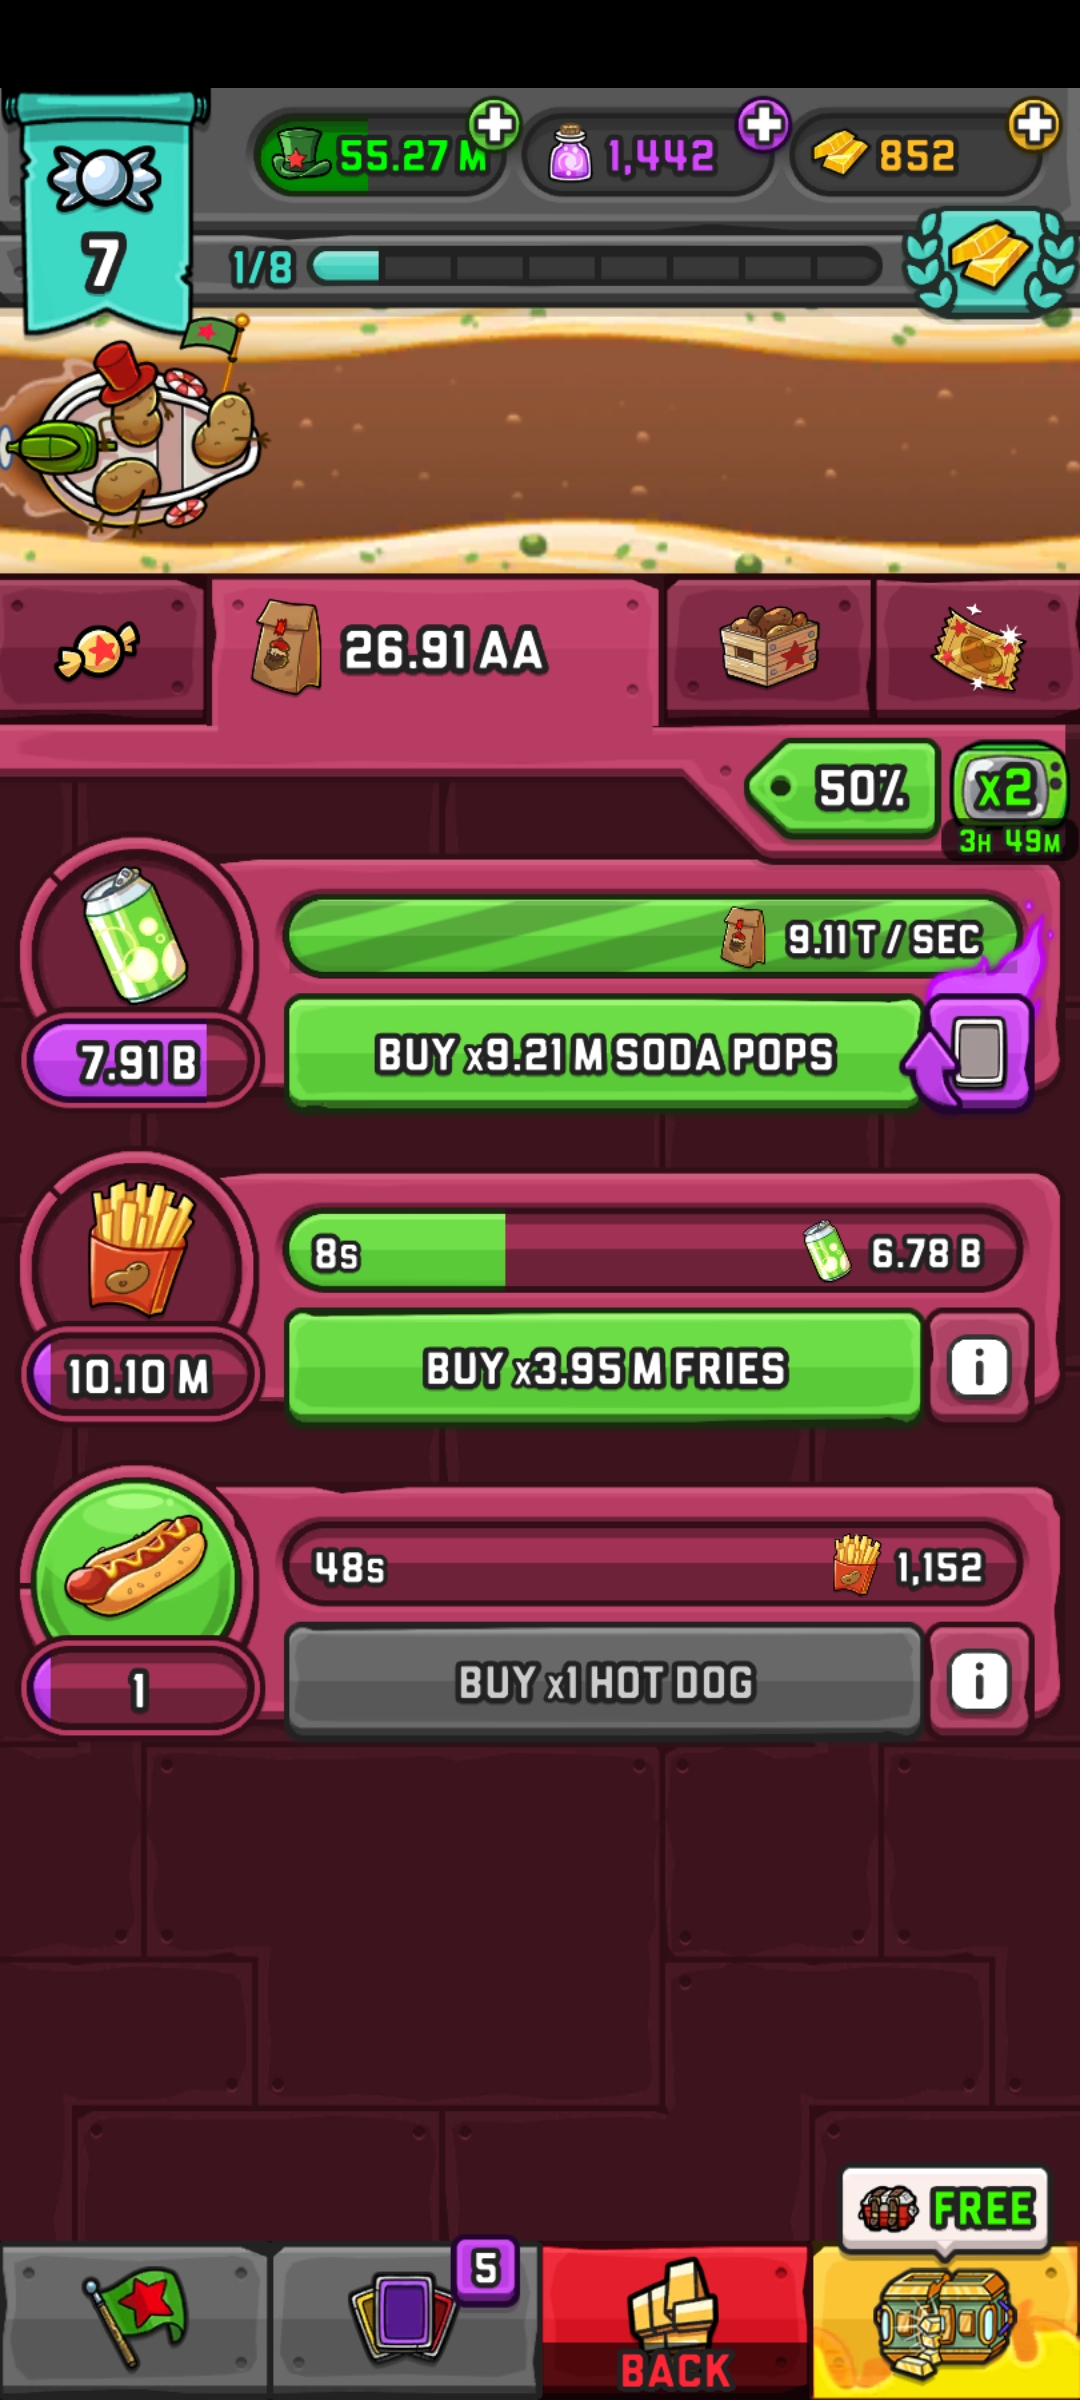 55.27 M
1,442
852
7
1/8
26.91 AA
50%
x2
3H 49M
9.11 T / SEC
7.91 B
BUY x9.21 M SODA POPS
8s
6.78 B
10.10 M
BUY x3.95 M FRIES
48s
1,152
1
BUY x1 HOT DOG
FREE
5
BACK